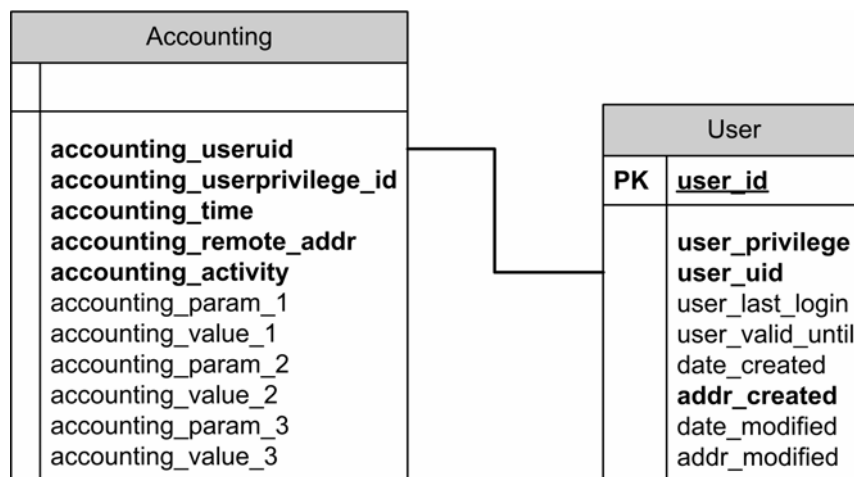 Accounting
accounting_useruid
accounting_userprivilege_id
accounting_time
accounting_remote_addr
accounting_activity
accounting_param_1
accounting_value_1
accounting_param_2
accounting_value_2
accounting_param_3
accounting_value_3
User
PK user_id
user_privilege
user_uid
user_last_login
user_valid_until
date_created
addr_created
date_modified
addr_modified